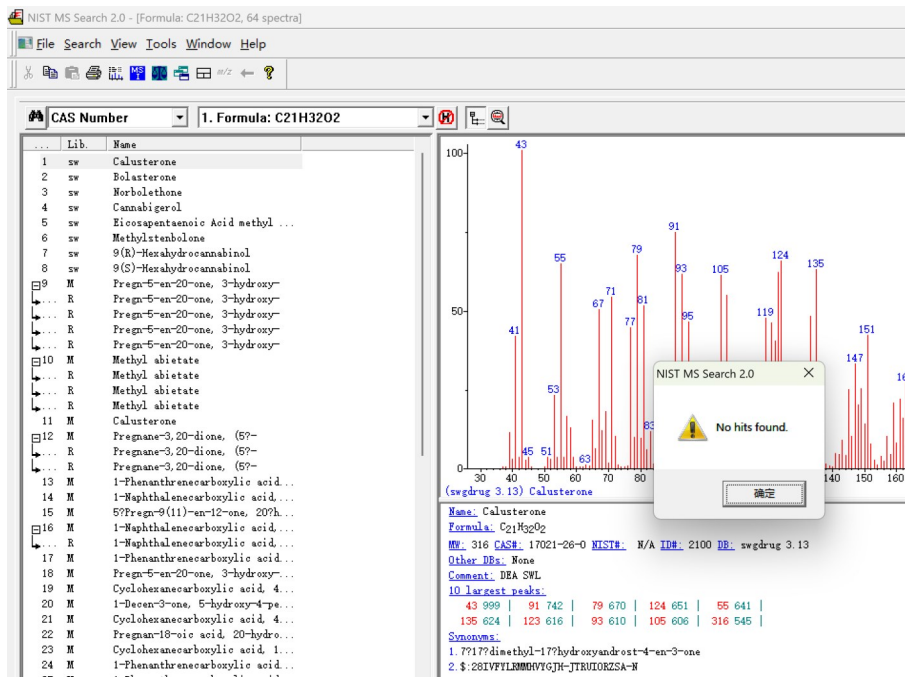 NIST MS Search 2.0 - [Formula: C21H32O2, 64 spectra]
File Search View Tools Window Help
MS
m/z
CAS Number
1. Formula: C21H32O2
... Lib. Name
1 sw Calusterone
2 sw Bolasterone
3 sw Norbolethone
4 sw Cannabigerol
5 sw Eicosapentaenoic Acid methyl ...
6 sw Methylstenbolone
7 sw 9(R)-Hexahydrocannabinol
8 sw 9(S)-Hexahydrocannabinol
9 M Pregn-5-en-20-one, 3-hydroxy-
... R Pregn-5-en-20-one, 3-hydroxy-
... R Pregn-5-en-20-one, 3-hydroxy-
... R Pregn-5-en-20-one, 3-hydroxy-
... R Pregn-5-en-20-one, 3-hydroxy-
10 M Methyl abietate
... R Methyl abietate
... R Methyl abietate
... R Methyl abietate
11 M Calusterone
12 M Pregnane-3,20-dione, (5?-
... R Pregnane-3,20-dione, (5?-
... R Pregnane-3,20-dione, (5?-
13 M 1-Phenanthrenecarboxylic acid...
14 M 1-Naphthalenecarboxylic acid,...
15 M 5?Pregn-9(11)-en-12-one, 20?h...
16 M 1-Naphthalenecarboxylic acid,...
... R 1-Naphthalenecarboxylic acid,...
17 M 1-Phenanthrenecarboxylic acid...
18 M Pregn-5-en-20-one, 3-hydroxy-...
19 M Cyclohexanecarboxylic acid, 4...
20 M 1-Decen-3-one, 5-hydroxy-4-pe...
21 M Cyclohexanecarboxylic acid, 4...
22 M Pregnan-18-oic acid, 20-hydro...
23 M Cyclohexanecarboxylic acid, 1...
24 M 1-Phenanthrenecarboxylic acid...
100
50
0
43
91
55
79
124
135
93
105
71
67
81
77
95
119
41
151
147
53
83
45 51
63
30 40 50 60 70 80 140 150 160
(swgdrug 3.13) Calusterone
NIST MS Search 2.0
No hits found.
确定
Name: Calusterone
Formula: C21H32O2
MW: 316 CAS#: 17021-26-0 NIST#: N/A ID#: 2100 DB: swgdrug 3.13
Other DBs: None
Comment: DEA SWL
10 largest peaks:
43 999 | 91 742 | 79 670 | 124 651 | 55 641 |
135 624 | 123 616 | 93 610 | 105 606 | 316 545 |
Synonyms:
1.7?17?dimethyl-17?hydroxyandrost-4-en-3-one
2.$:28IVFYLRMMHVYGJH-JTRUIORZSA-N